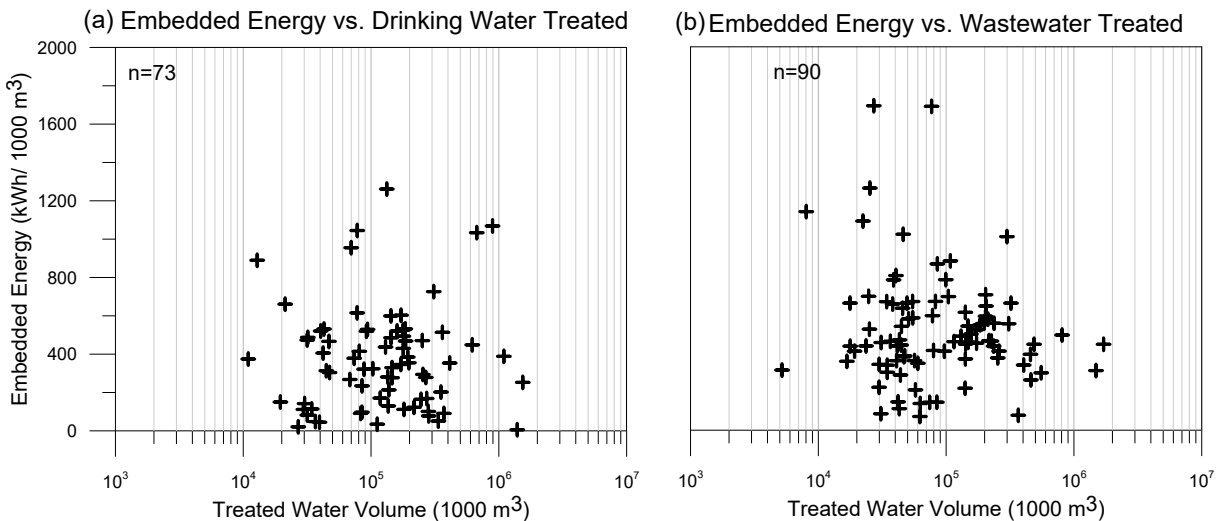 (a) Embedded Energy vs. Drinking Water Treated
(b) Embedded Energy vs. Wastewater Treated
n=73
n=90
Embedded Energy (kWh/ 1000 m³)
2000
1600
1200
800
400
0
10³ 10⁴ 10⁵ 10⁶ 10⁷
Treated Water Volume (1000 m³)
10³ 10⁴ 10⁵ 10⁶ 10⁷
Treated Water Volume (1000 m³)